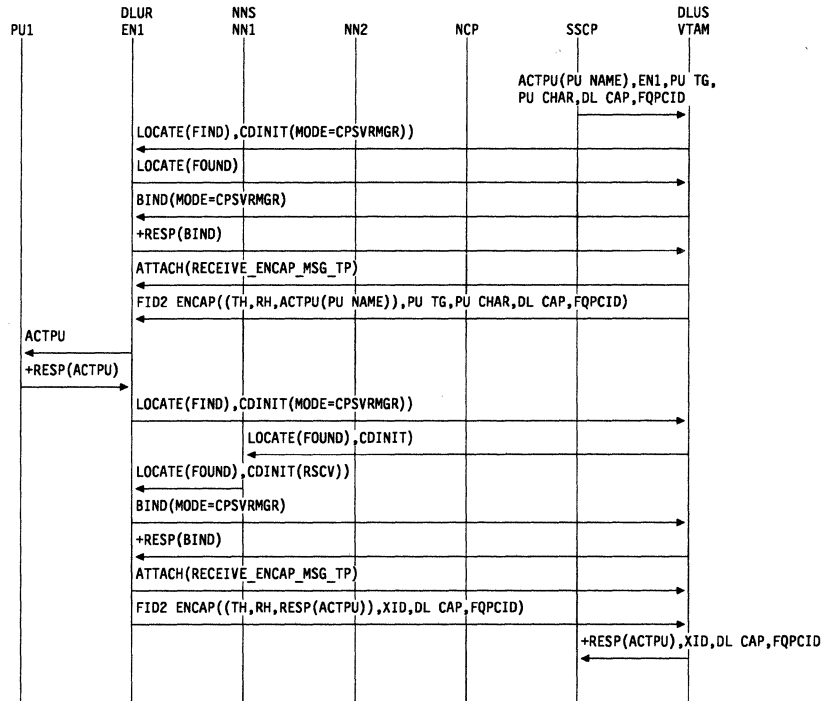 DLUR NNS DLUS
PU1 EN1 NN1 NN2 NCP SSCP VTAM
ACTPU(PU NAME),EN1,PU TG,
PU CHAR,DL CAP,FQPCID
LOCATE(FIND),CDINIT(MODE=CPSVRMGR))
LOCATE(FOUND)
BIND(MODE=CPSVRMGR)
+RESP(BIND)
ATTACH(RECEIVE_ENCAP_MSG_TP)
FID2 ENCAP((TH,RH,ACTPU(PU NAME)),PU TG,PU CHAR,DL CAP,FQPCID)
ACTPU
+RESP(ACTPU)
LOCATE(FIND),CDINIT(MODE=CPSVRMGR))
LOCATE(FOUND),CDINIT)
LOCATE(FOUND),CDINIT(RSCV))
BIND(MODE=CPSVRMGR)
+RESP(BIND)
ATTACH(RECEIVE_ENCAP_MSG_TP)
FID2 ENCAP((TH,RH,RESP(ACTPU)),XID,DL CAP,FQPCID)
+RESP(ACTPU),XID,DL CAP,FQPCID